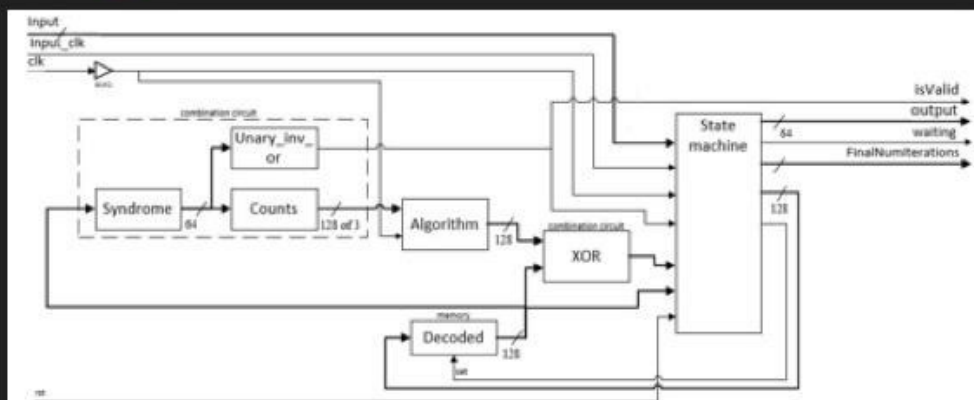 Input
Input_clk
clk
combination circuit
isValid
output
64
waiting
FinalNumIterations
State
machine
Unary_inv_
or
Syndrome
64
Counts
128 of 3
128
Algorithm
128
combination circuit
XOR
memory
Decoded
128
set
rst